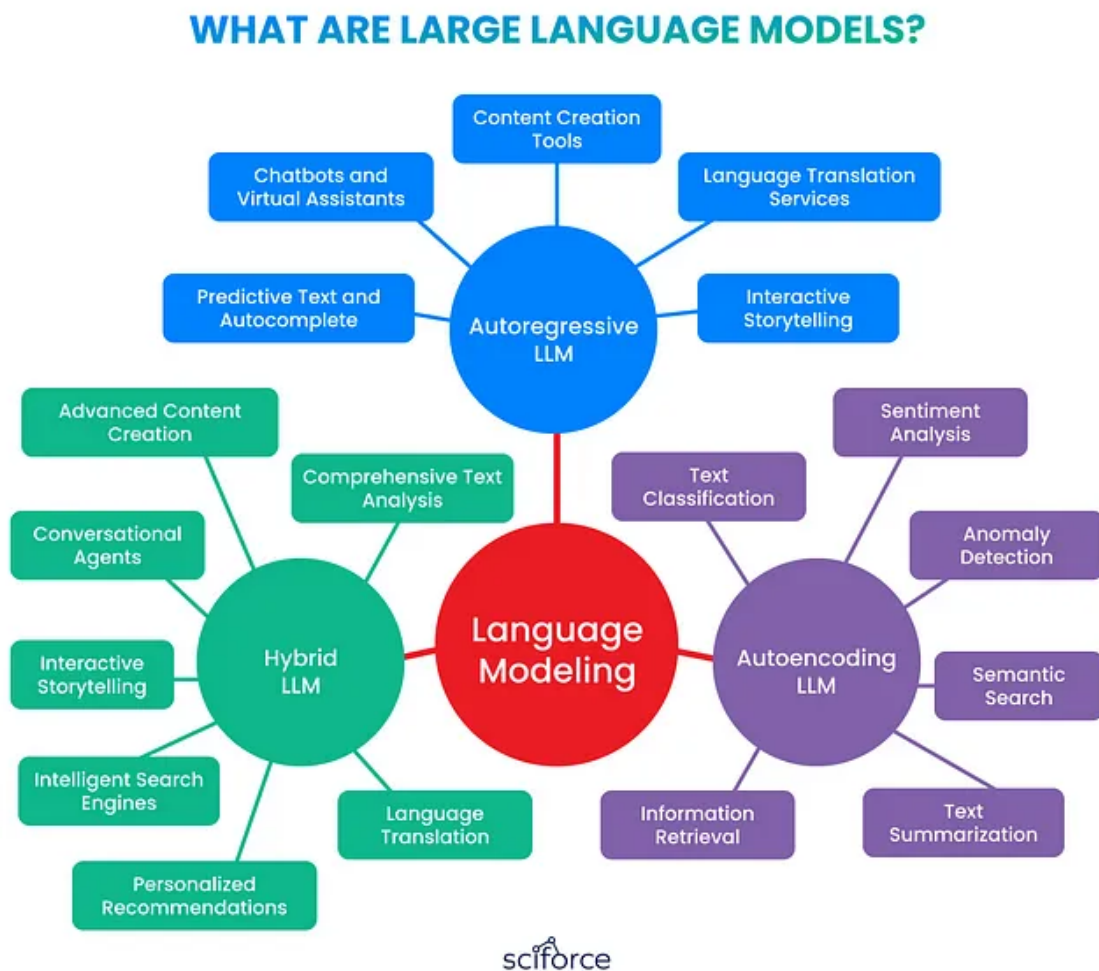 WHAT ARE LARGE LANGUAGE MODELS?
Content Creation
Tools
Chatbots and
Virtual Assistants
Language Translation
Services
Predictive Text and
Autocomplete
Interactive
Storytelling
Autoregressive
LLM
Advanced Content
Creation
Comprehensive Text
Analysis
Conversational
Agents
Interactive
Storytelling
Hybrid
LLM
Intelligent Search
Engines
Language
Translation
Personalized
Recommendations
Language
Modeling
Sentiment
Analysis
Text
Classification
Anomaly
Detection
Autoencoding
LLM
Semantic
Search
Information
Retrieval
Text
Summarization
sciforce